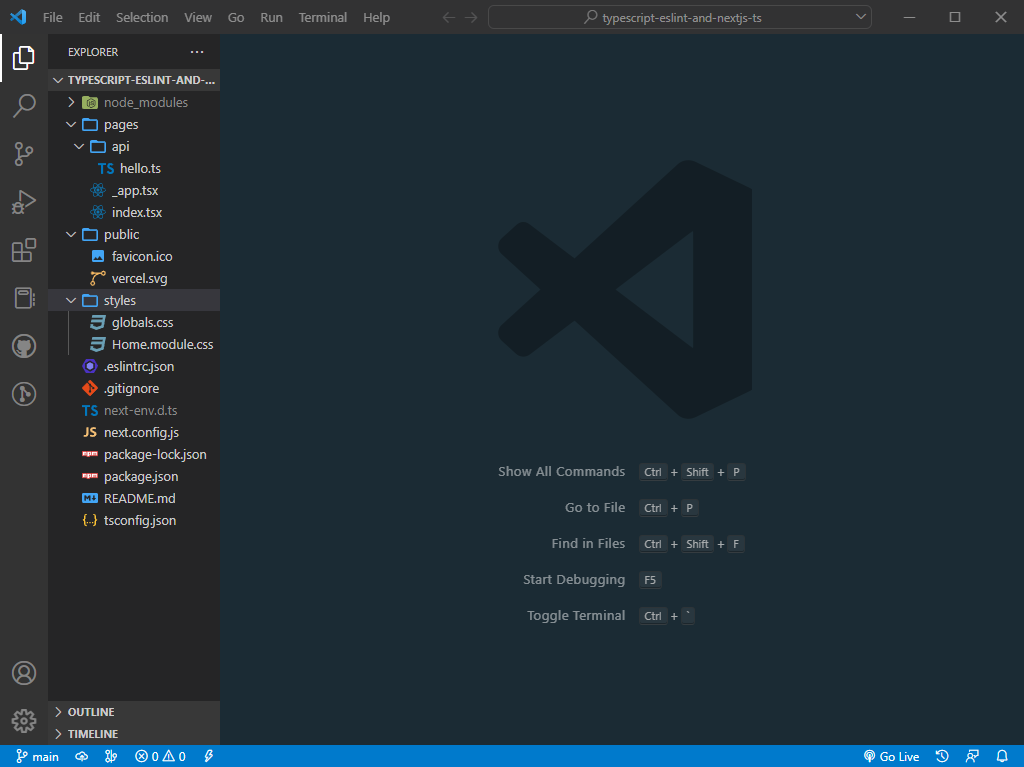 File Edit Selection View Go Run Terminal Help typescript-eslint-and-nextjs-ts
EXPLORER
TYPESCRIPT-ESLINT-AND-...
node_modules
pages
api
TS hello.ts
_app.tsx
index.tsx
public
favicon.ico
vercel.svg
styles
globals.css
Home.module.css
.eslintrc.json
.gitignore
TS next-env.d.ts
JS next.config.js
npm package-lock.json
npm package.json
README.md
{..} tsconfig.json
Show All Commands Ctrl + Shift + P
Go to File Ctrl + P
Find in Files Ctrl + Shift + F
Start Debugging F5
Toggle Terminal Ctrl + `
OUTLINE
TIMELINE
main 0 0 Go Live